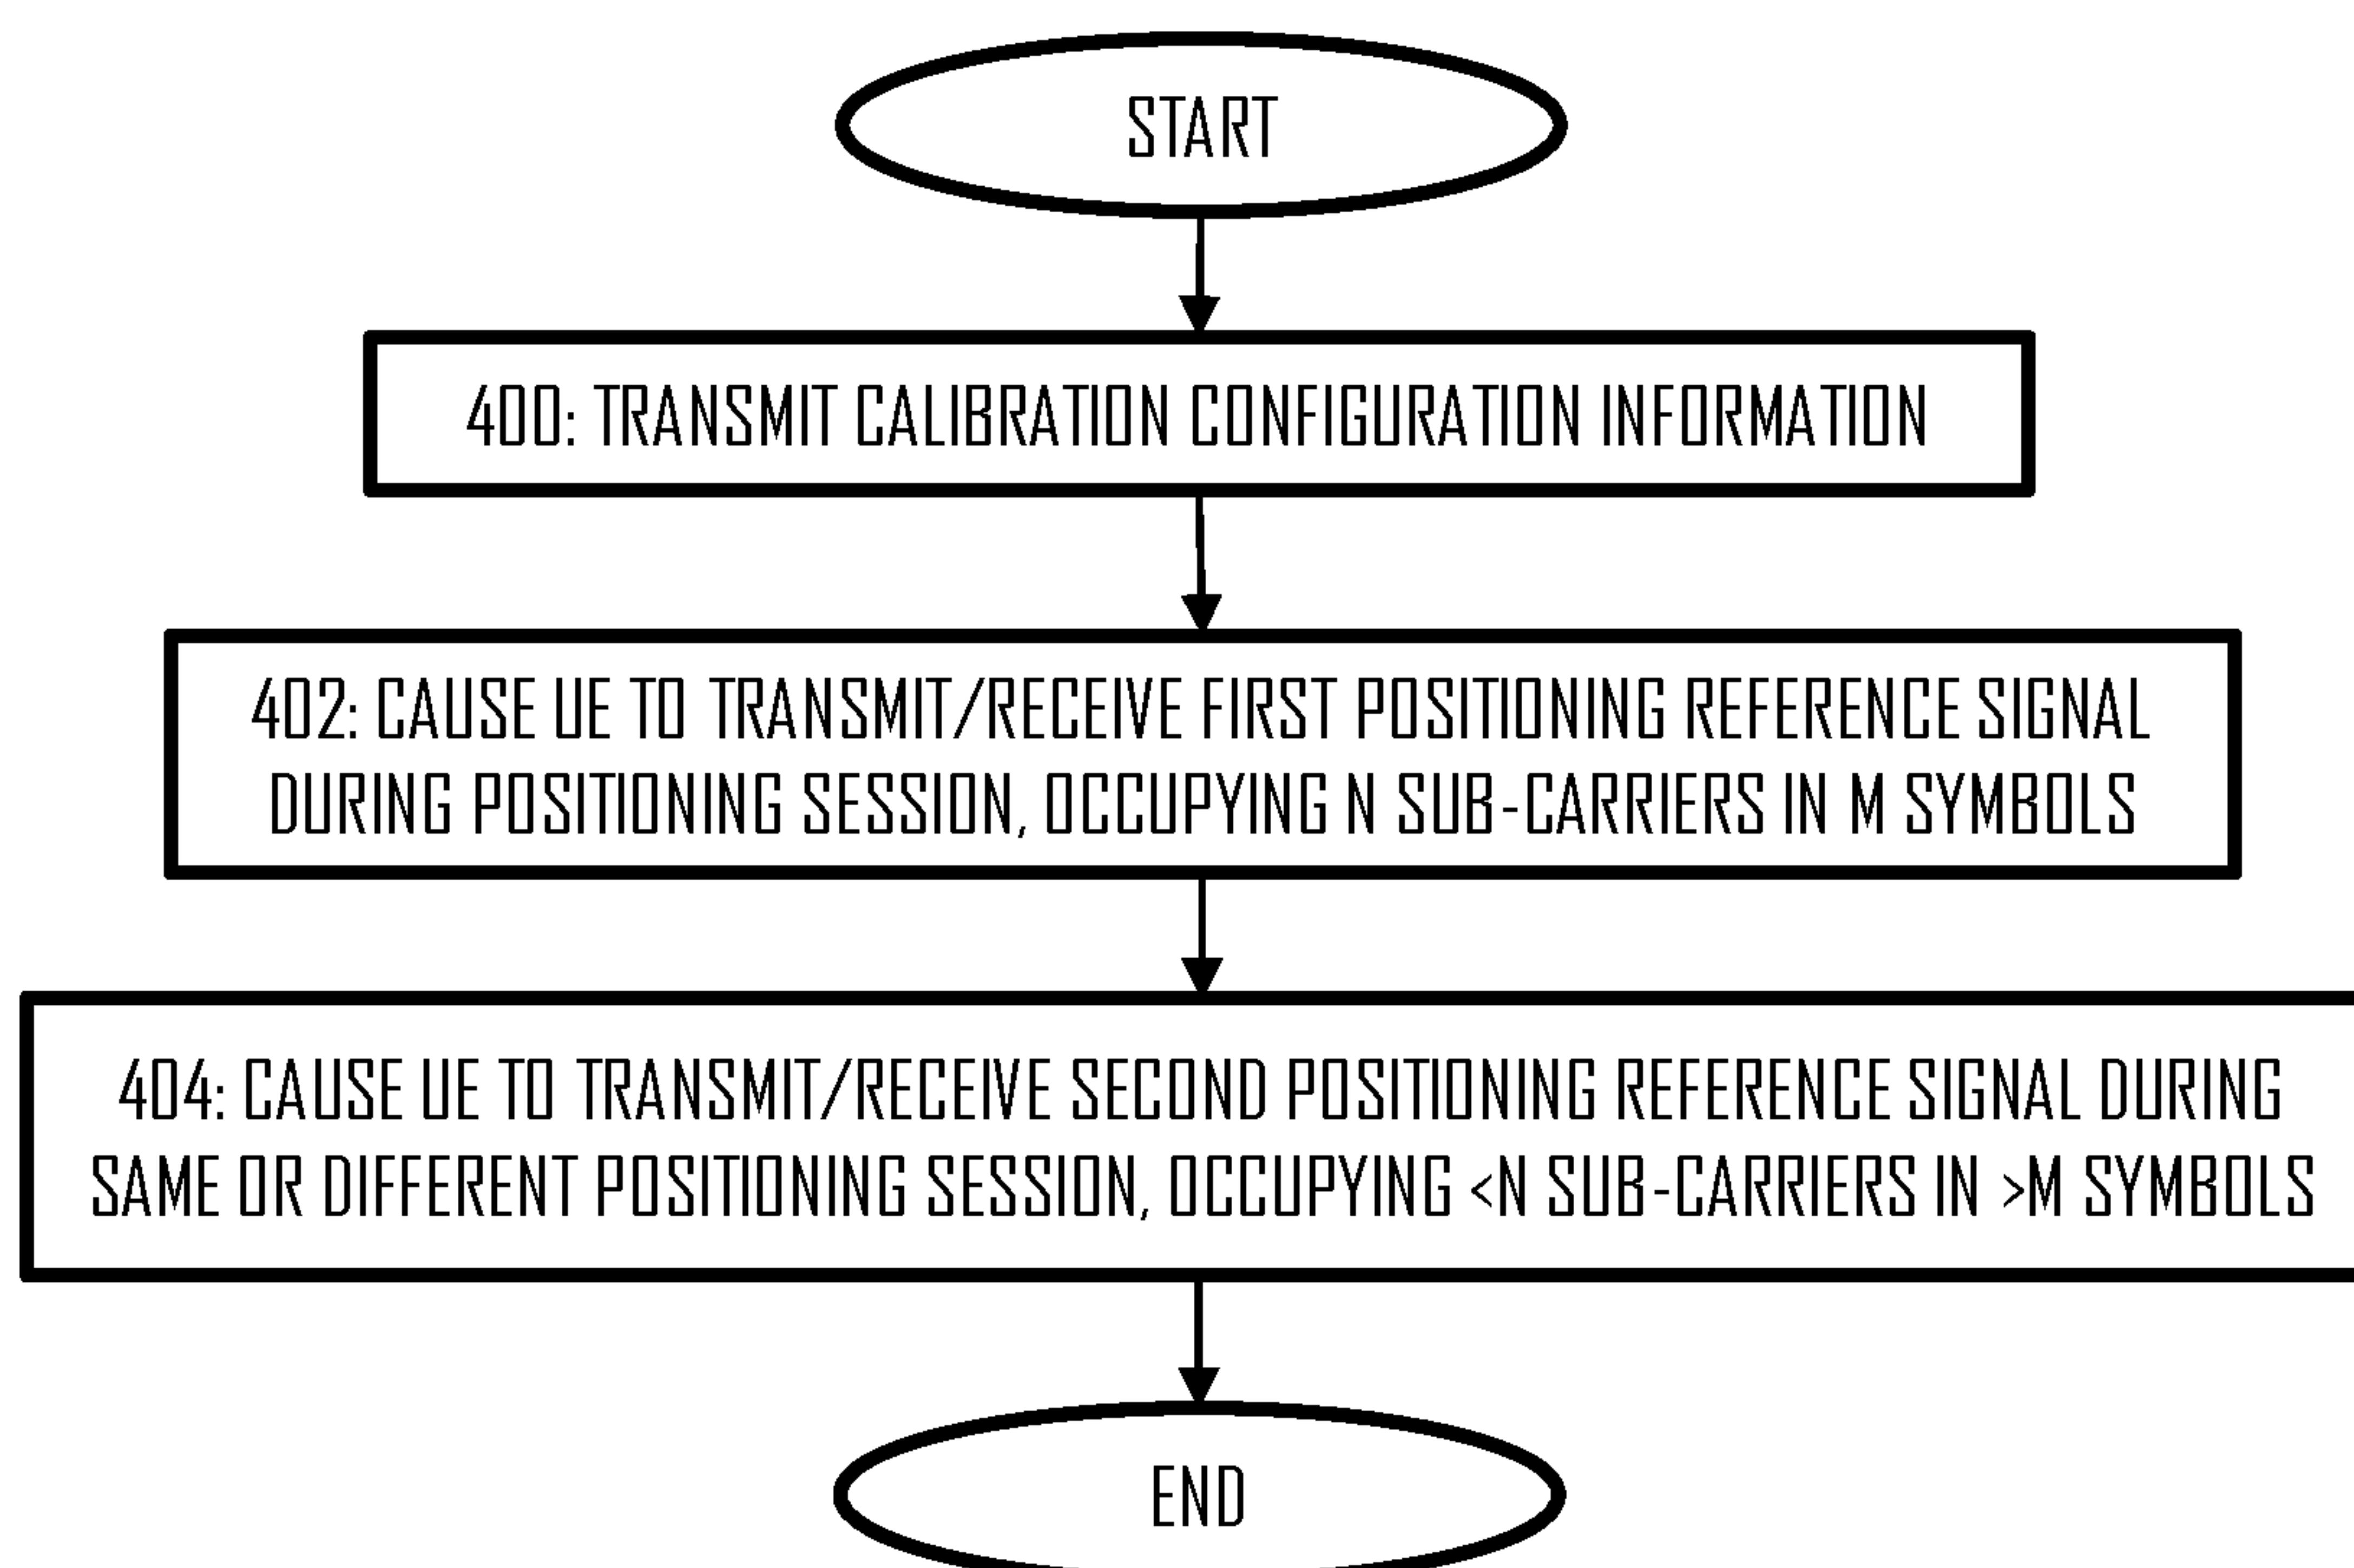 START
400: TRANSMIT CALIBRATION CONFIGURATION INFORMATION
402: CAUSE UE TO TRANSMIT/RECEIVE FIRST POSITIONING REFERENCE SIGNAL
DURING POSITIONING SESSION, OCCUPYING N SUB-CARRIERS IN M SYMBOLS
404: CAUSE UE TO TRANSMIT/RECEIVE SECOND POSITIONING REFERENCE SIGNAL DURING
SAME OR DIFFERENT POSITIONING SESSION, OCCUPYING <N SUB-CARRIERS IN >M SYMBOLS
END